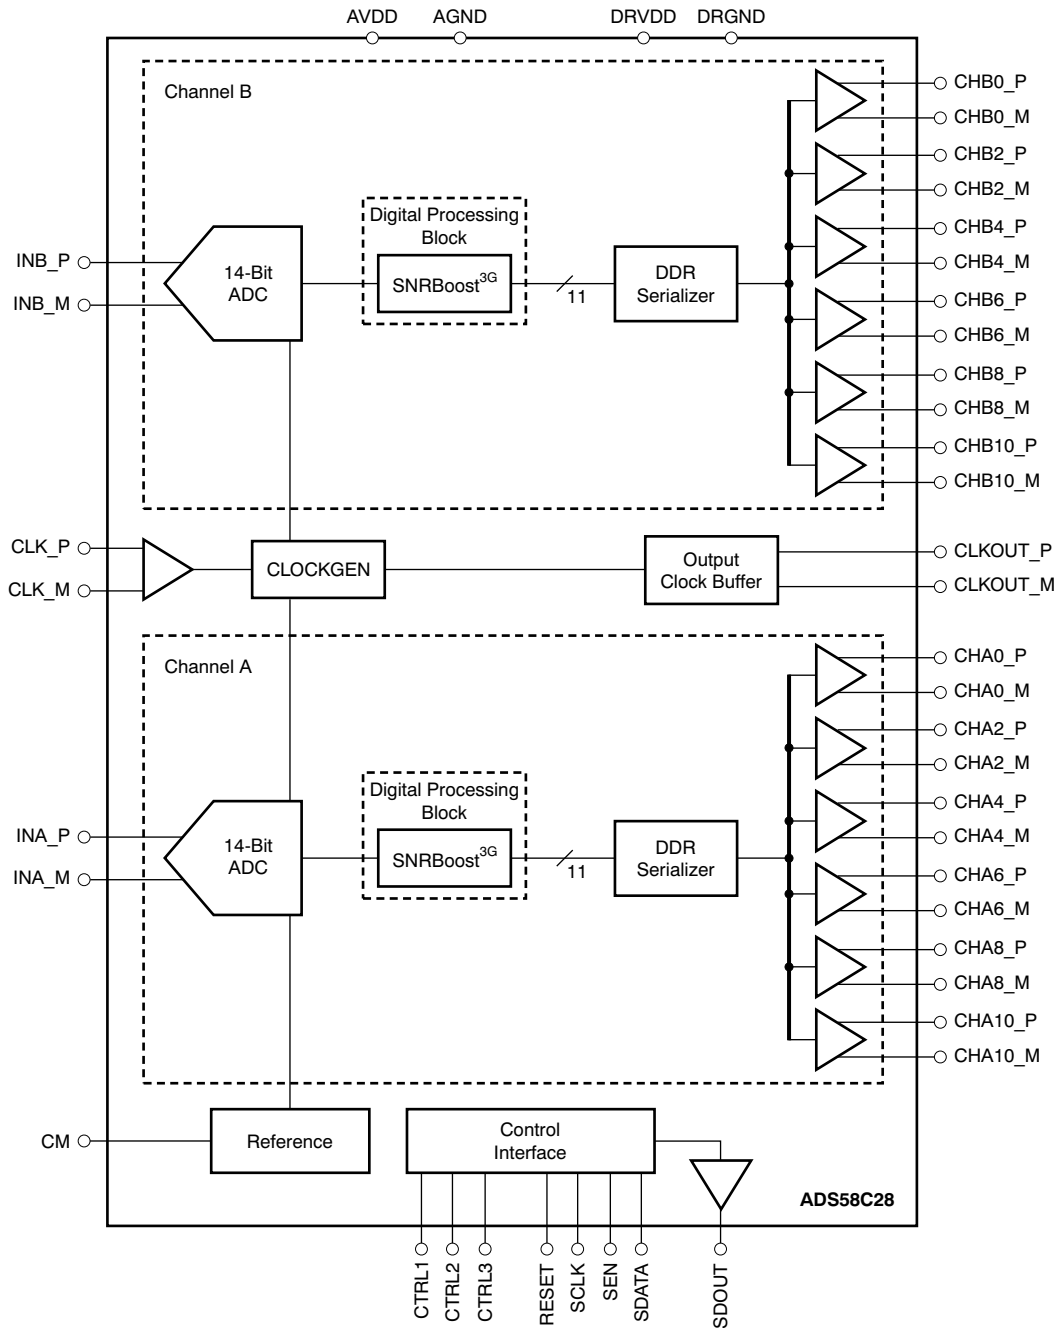 AVDD AGND DRVDD DRGND
Channel B
INB_P
INB_M
14-Bit
ADC
Digital Processing
Block
SNRBoost3G
11
DDR
Serializer
CHB0_P
CHB0_M
CHB2_P
CHB2_M
CHB4_P
CHB4_M
CHB6_P
CHB6_M
CHB8_P
CHB8_M
CHB10_P
CHB10_M
CLK_P
CLK_M
CLOCKGEN
Output
Clock Buffer
CLKOUT_P
CLKOUT_M
Channel A
INA_P
INA_M
14-Bit
ADC
Digital Processing
Block
SNRBoost3G
11
DDR
Serializer
CHA0_P
CHA0_M
CHA2_P
CHA2_M
CHA4_P
CHA4_M
CHA6_P
CHA6_M
CHA8_P
CHA8_M
CHA10_P
CHA10_M
CM
Reference
Control
Interface
ADS58C28
CTRL1
CTRL2
CTRL3
RESET
SCLK
SEN
SDATA
SDOUT